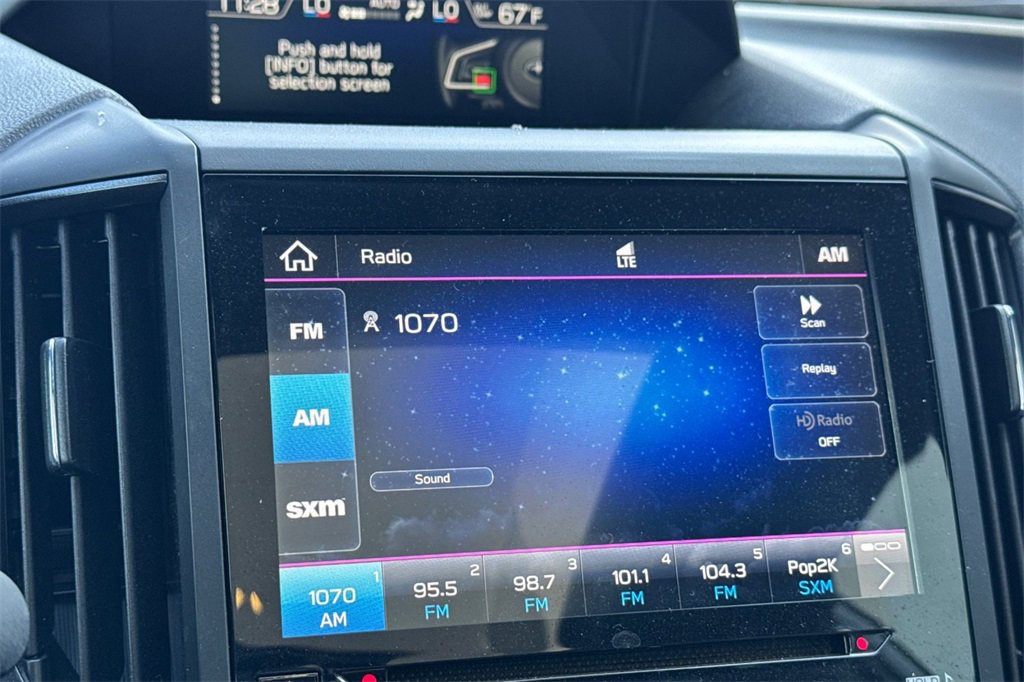 11:28 LO AUTO LO 67°F
Push and hold
[INFO] button for
selection screen
Radio LTE AM
FM
1070
Scan
AM
Replay
HD Radio
OFF
Sound
sxm
1070 1
AM
95.5 2
FM
98.7 3
FM
101.1 4
FM
104.3 5
FM
Pop2K 6
SXM